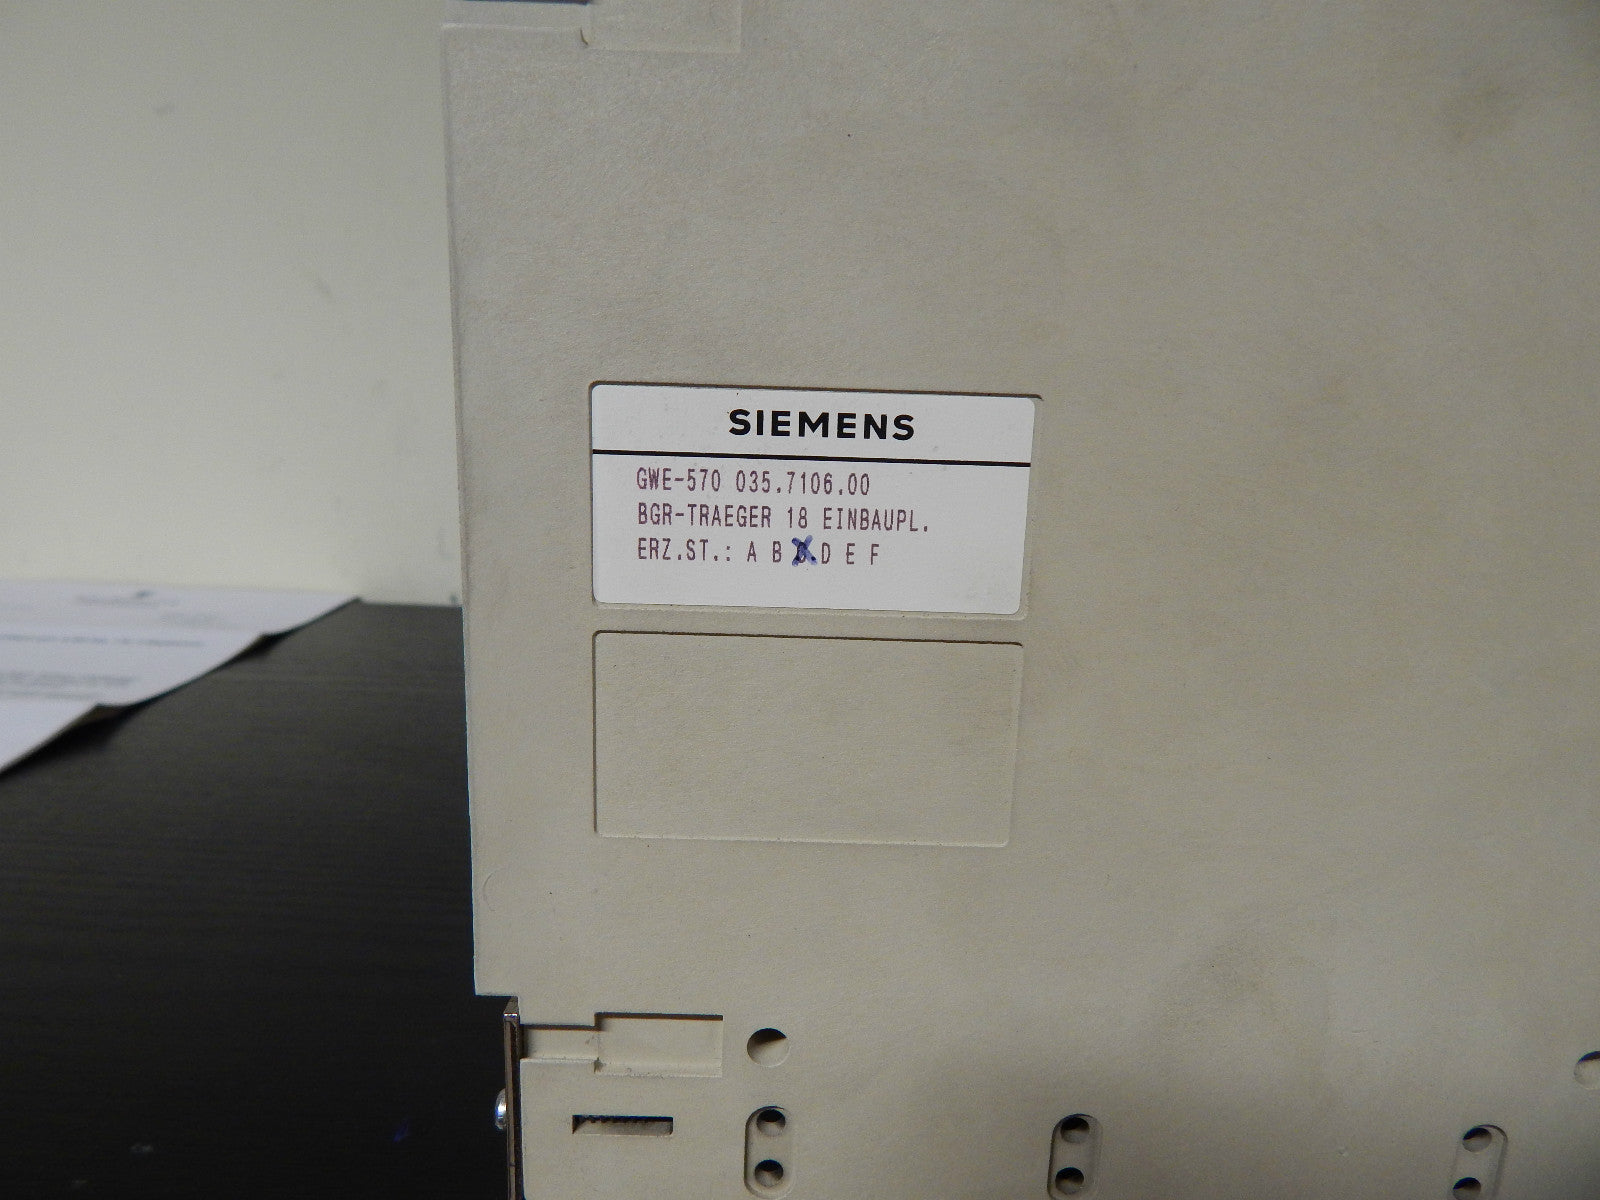 SIEMENS
GWE-570 035.7106.00
BGR-TRAEGER 18 EINBAUPL.
ERZ.ST.: A B C D E F